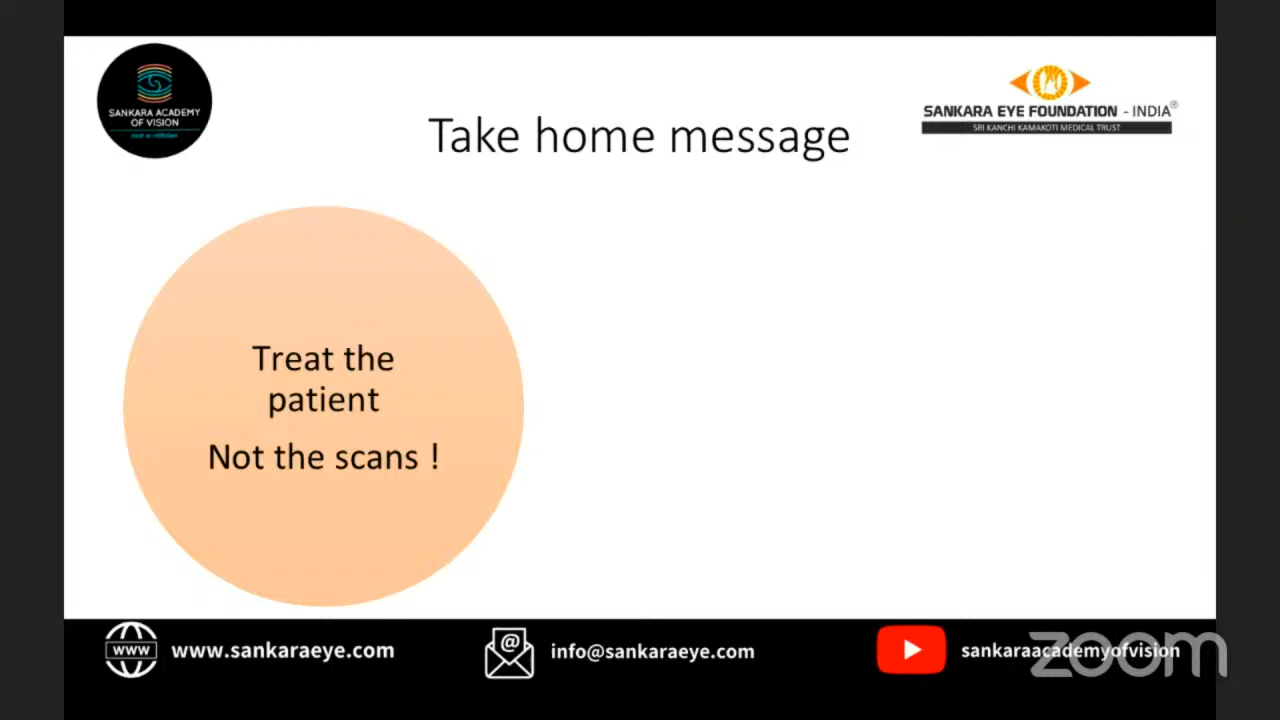 SANKARA ACADEMY
OF VISION
SANKARA EYE FOUNDATION - INDIA®
SRI KANCHI KAMAKOTI MEDICAL TRUST
Take home message
Treat the
patient
Not the scans !
www
www.sankaraeye.com
@
info@sankaraeye.com
sankaraacademyofvision
zoom